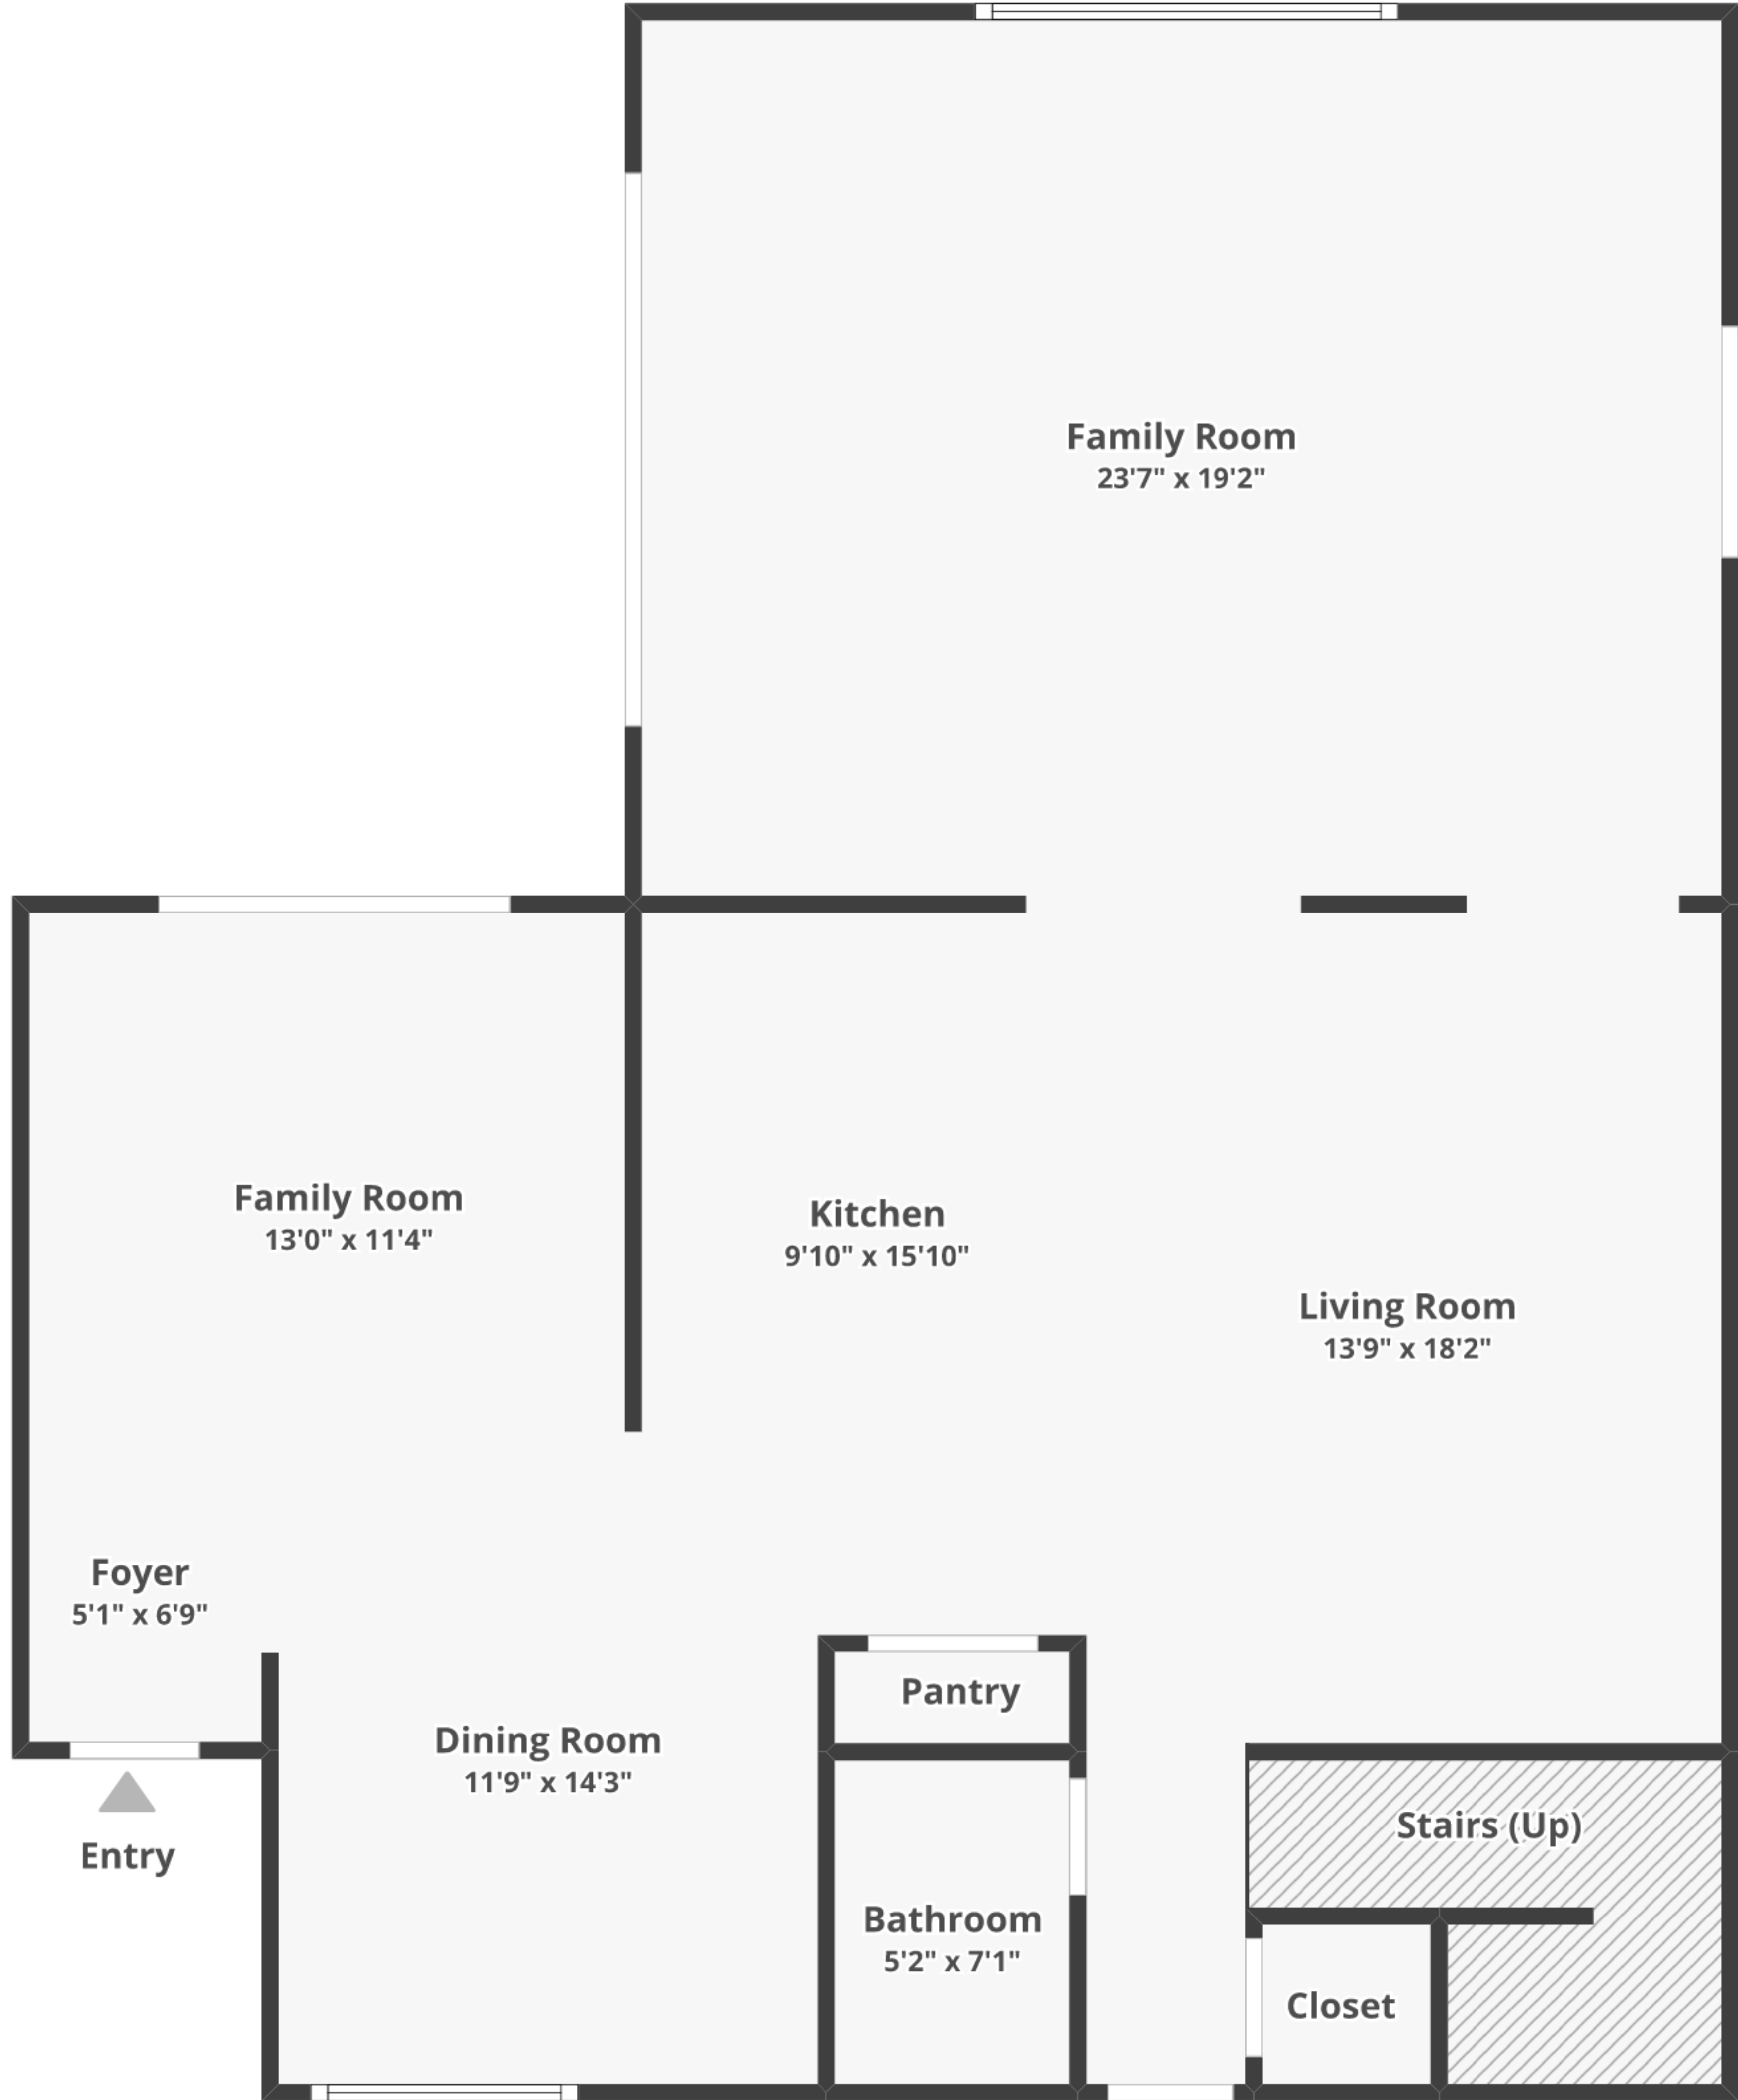 Family Room
23'7" x 19'2"
Family Room
13'0" x 11'4"
Kitchen
9'10" x 15'10"
Living Room
13'9" x 18'2"
Foyer
5'1" x 6'9"
Pantry
Dining Room
11'9" x 14'3"
Stairs (Up)
Entry
Bathroom
5'2" x 7'1"
Closet